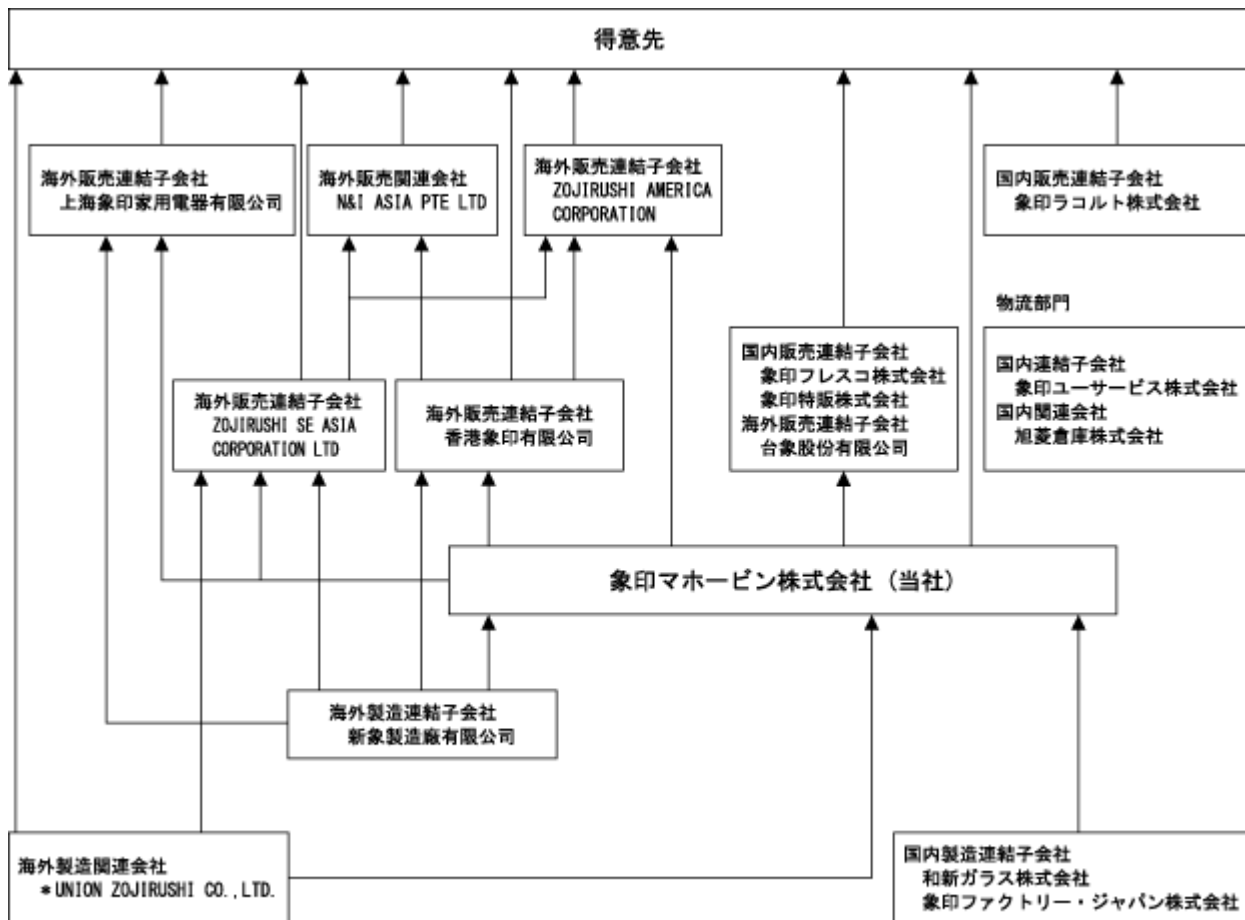 得意先
海外販売連結子会社
上海象印家用電器有限公司
海外販売関連会社
N&I ASIA PTE LTD
海外販売連結子会社
ZOJIRUSHI AMERICA
CORPORATION
国内販売連結子会社
象印ラコルト株式会社
物流部門
国内連結子会社
象印ユーサービス株式会社
国内関連会社
旭菱倉庫株式会社
国内販売連結子会社
象印フレスコ株式会社
象印特販株式会社
海外販売連結子会社
台象股份有限公司
海外販売連結子会社
ZOJIRUSHI SE ASIA
CORPORATION LTD
海外販売連結子会社
香港象印有限公司
象印マホービン株式会社（当社）
海外製造連結子会社
新象製造廠有限公司
海外製造関連会社
＊UNION ZOJIRUSHI CO.,LTD.
国内製造連結子会社
和新ガラス株式会社
象印ファクトリー・ジャパン株式会社